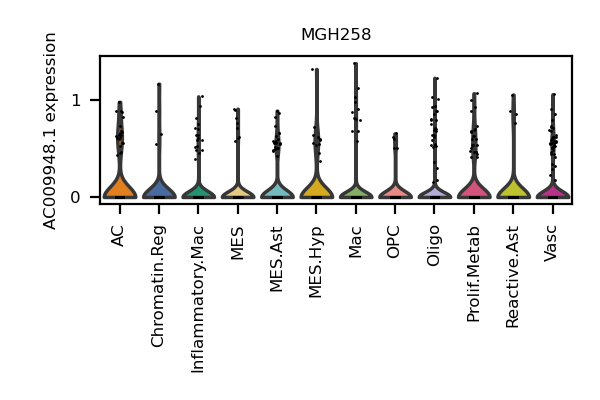 MGH258
AC009948.1 expression
1
0
AC
Chromatin.Reg
Inflammatory.Mac
MES
MES.Ast
MES.Hyp
Mac
OPC
Oligo
Prolif.Metab
Reactive.Ast
Vasc